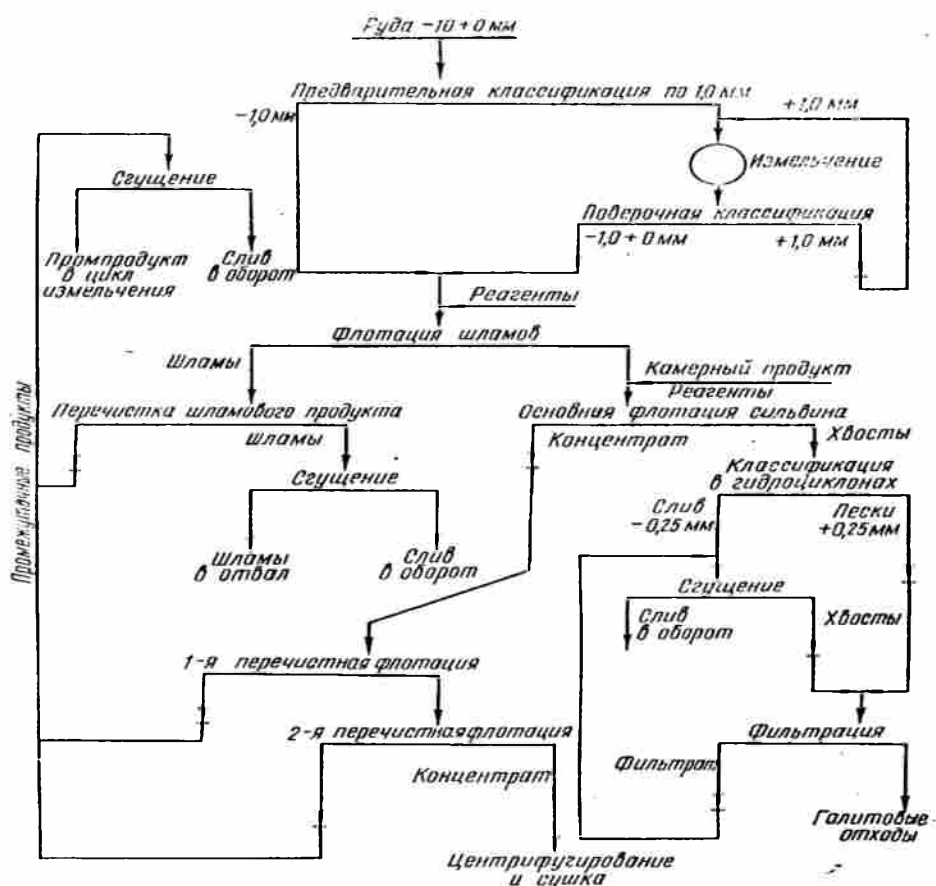 Руда −10 + 0 мм
Предварительная классификация по 1,0 мм
−1,0 мм
+1,0 мм
Измельчение
Поверочная классификация
−1,0 + 0 мм
+1,0 мм
Сгущение
Промпродукт
в цикл
измельчения
Слив
в оборот
Реагенты
Флотация шламов
Шламы
Камерный продукт
Реагенты
Перечистка шламового продукта
Шламы
Основная флотация сильвина
Концентрат
Хвосты
Сгущение
Классификация
в гидроциклонах
Слив
−0,25 мм
Пески
+0,25 мм
Шламы
в отвал
Слив
в оборот
Промежуточные продукты
Сгущение
Слив
в оборот
Хвосты
1-я перечистная флотация
2-я перечистная флотация
Фильтрация
Концентрат
Фильтрат
Галитовые
отходы
Центрифугирование
и сушка